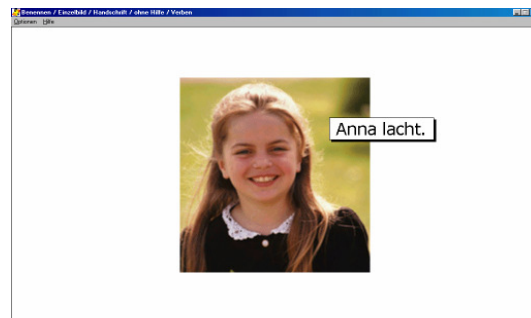 Benennen / Einzelbild / Handschrift / ohne Hilfe / Verben
Optionen Hilfe
Anna lacht.